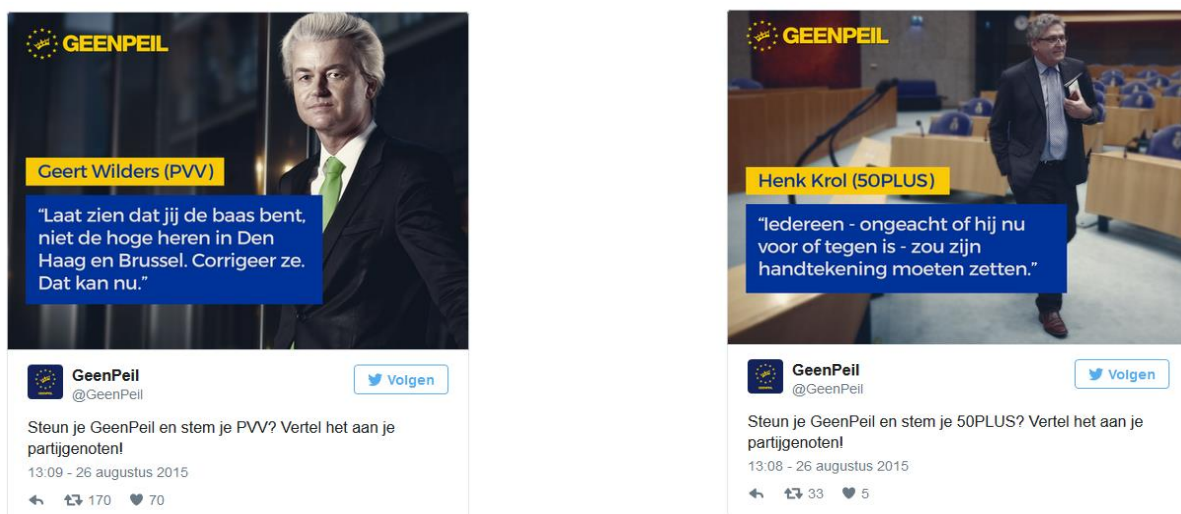 GEENPEIL
Geert Wilders (PVV)
“Laat zien dat jij de baas bent,
niet de hoge heren in Den
Haag en Brussel. Corrigeer ze.
Dat kan nu.”
GeenPeil
@GeenPeil
Volgen
Steun je GeenPeil en stem je PVV? Vertel het aan je
partijgenoten!
13:09 - 26 augustus 2015
170 70
GEENPEIL
Henk Krol (50PLUS)
“Iedereen - ongeacht of hij nu
voor of tegen is - zou zijn
handtekening moeten zetten.”
GeenPeil
@GeenPeil
Volgen
Steun je GeenPeil en stem je 50PLUS? Vertel het aan je
partijgenoten!
13:08 - 26 augustus 2015
33 5